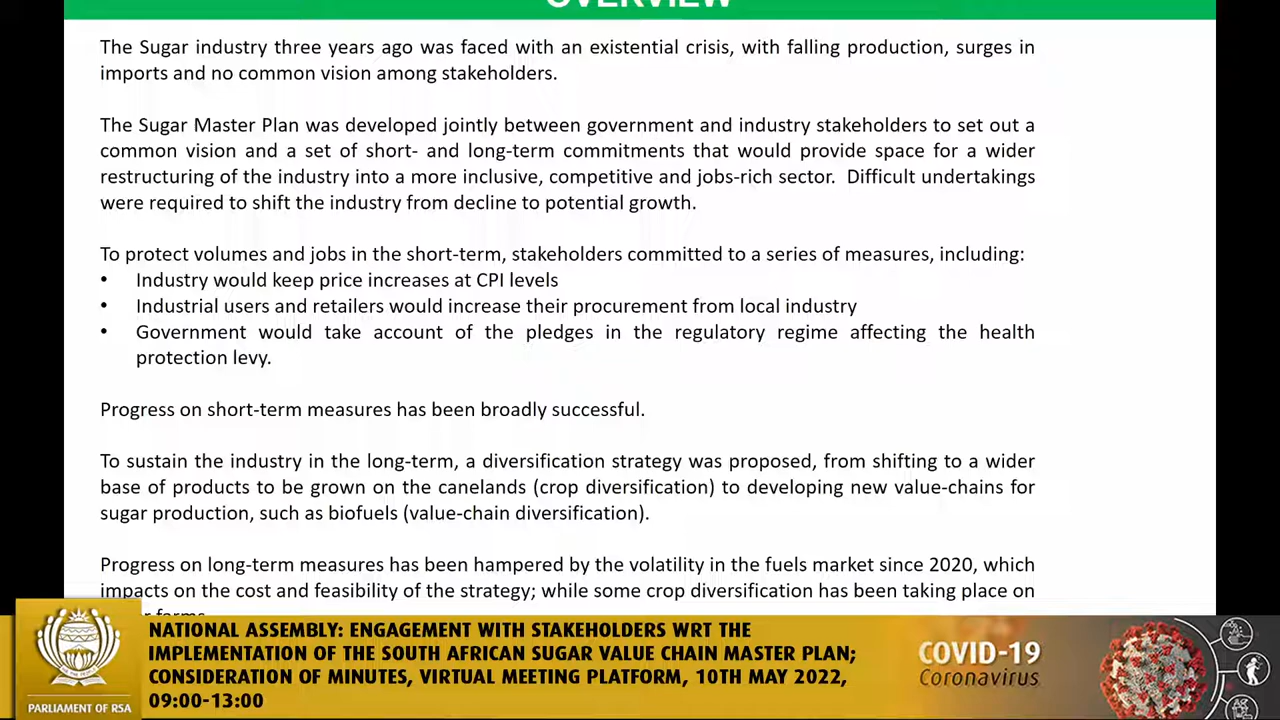 OVERVIEW
The Sugar industry three years ago was faced with an existential crisis, with falling production, surges in
imports and no common vision among stakeholders.
The Sugar Master Plan was developed jointly between government and industry stakeholders to set out a
common vision and a set of short- and long-term commitments that would provide space for a wider
restructuring of the industry into a more inclusive, competitive and jobs-rich sector. Difficult undertakings
were required to shift the industry from decline to potential growth.
To protect volumes and jobs in the short-term, stakeholders committed to a series of measures, including:
• Industry would keep price increases at CPI levels
• Industrial users and retailers would increase their procurement from local industry
• Government would take account of the pledges in the regulatory regime affecting the health
protection levy.
Progress on short-term measures has been broadly successful.
To sustain the industry in the long-term, a diversification strategy was proposed, from shifting to a wider
base of products to be grown on the canelands (crop diversification) to developing new value-chains for
sugar production, such as biofuels (value-chain diversification).
Progress on long-term measures has been hampered by the volatility in the fuels market since 2020, which
impacts on the cost and feasibility of the strategy; while some crop diversification has been taking place on
farms
NATIONAL ASSEMBLY: ENGAGEMENT WITH STAKEHOLDERS WRT THE
IMPLEMENTATION OF THE SOUTH AFRICAN SUGAR VALUE CHAIN MASTER PLAN;
CONSIDERATION OF MINUTES, VIRTUAL MEETING PLATFORM, 10TH MAY 2022,
09:00-13:00
PARLIAMENT OF RSA
COVID-19
Coronavirus